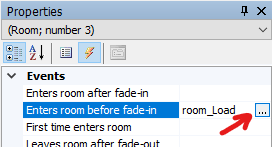 Properties
(Room; number 3)
Events
Enters room after fade-in
Enters room before fade-in room_Load ...
First time enters room
Leaves room after fade-out